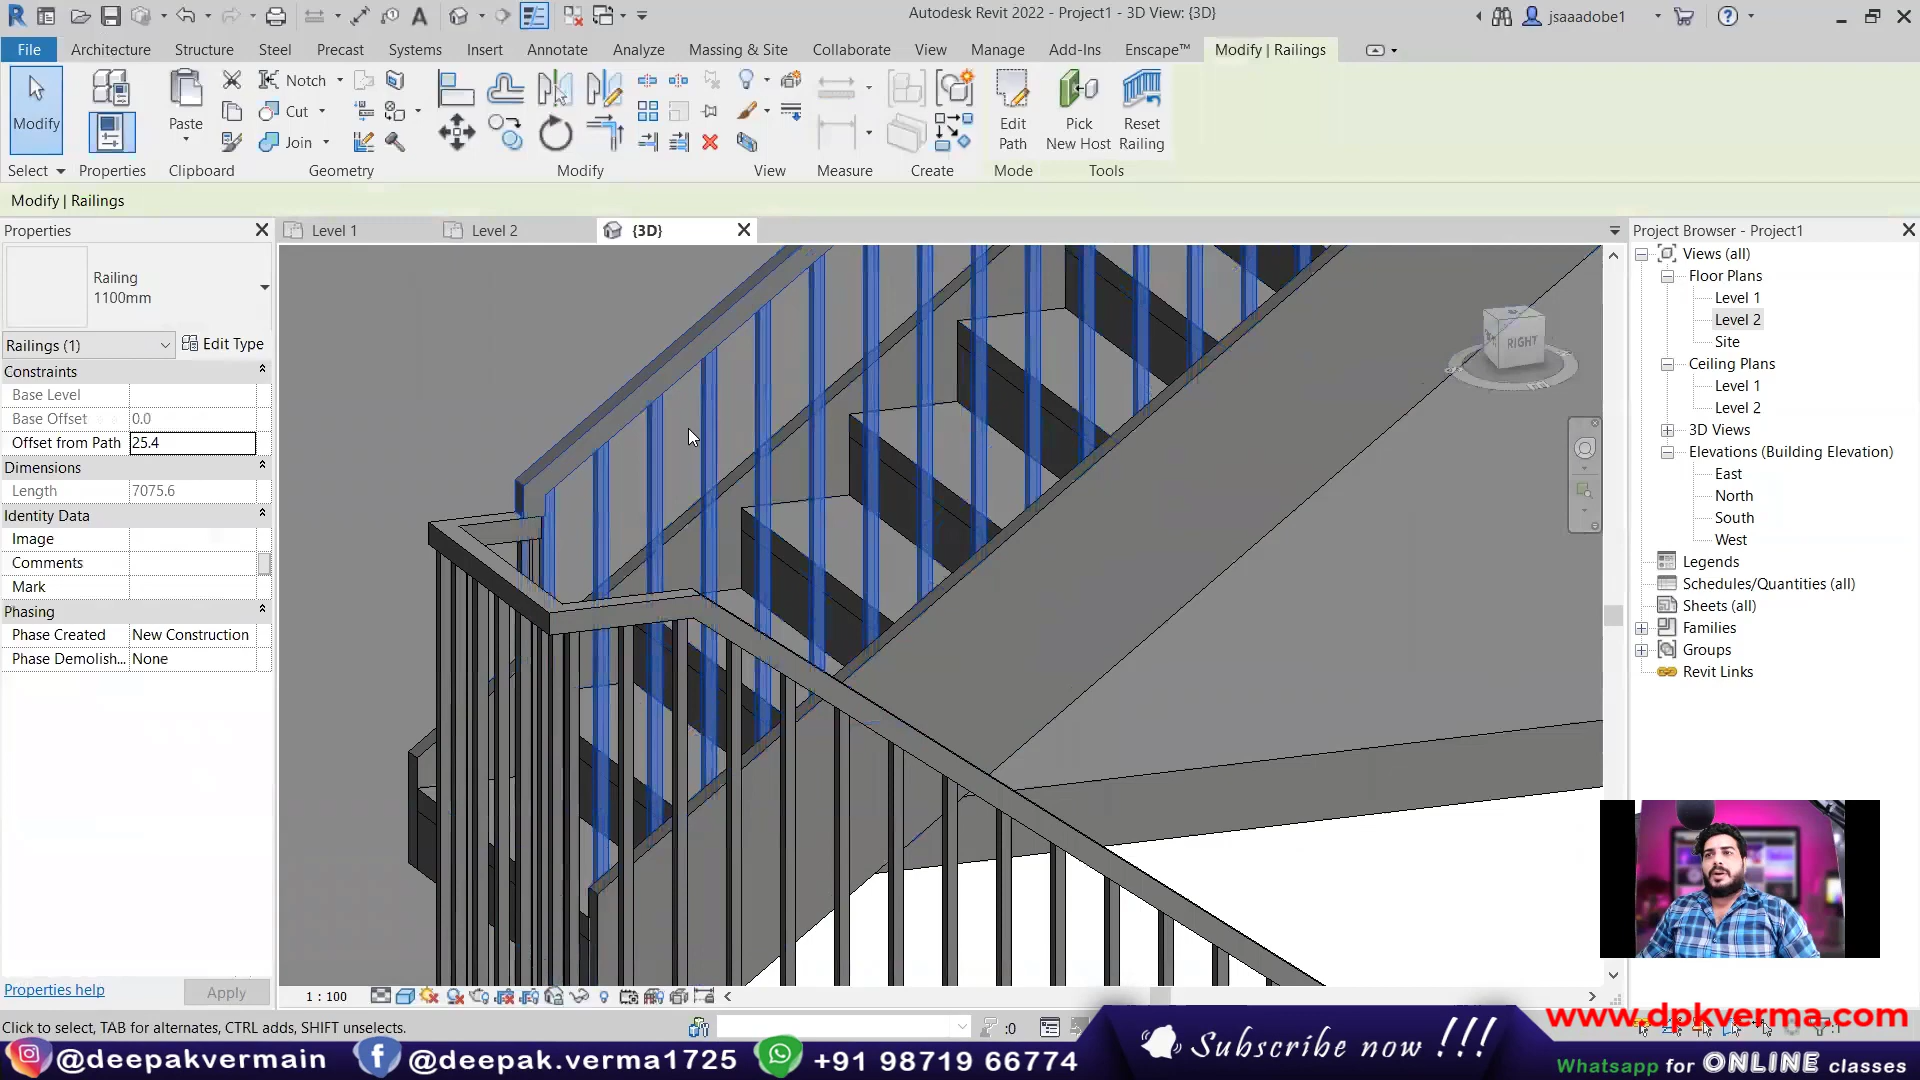 Autodesk Revit 2022 - Project1 - 3D View: {3D}
jsaaadobe1
File
Architecture
Structure
Steel
Precast
Systems
Insert
Annotate
Analyze
Massing & Site
Collaborate
View
Manage
Add-Ins
Enscape™
Modify | Railings
Modify
Paste
Notch
Cut
Join
Edit Path
Pick New Host
Reset Railing
Select
Properties
Clipboard
Geometry
Modify
View
Measure
Create
Mode
Tools
Modify | Railings
Properties
Railing
1100mm
Railings (1)
Edit Type
Constraints
Base Level
Base Offset 0.0
Offset from Path 25.4
Dimensions
Length 7075.6
Identity Data
Image
Comments
Mark
Phasing
Phase Created New Construction
Phase Demolish... None
Properties help
Apply
Level 1
Level 2
{3D}
RIGHT
1 : 100
Project Browser - Project1
Views (all)
Floor Plans
Level 1
Level 2
Site
Ceiling Plans
Level 1
Level 2
3D Views
Elevations (Building Elevation)
East
North
South
West
Legends
Schedules/Quantities (all)
Sheets (all)
Families
Groups
Revit Links
Click to select, TAB for alternates, CTRL adds, SHIFT unselects.
:0
www.dpkverma.com
@deepakvermain
@deepak.verma1725
+91 98719 66774
Subscribe now !!!
Whatsapp for ONLINE classes